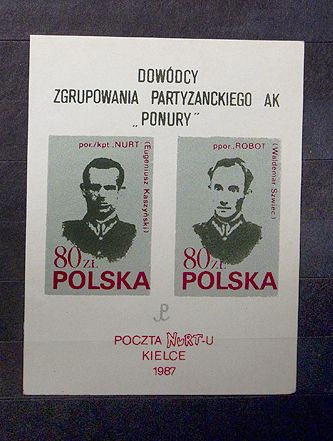 DOWÓDCY
ZGRUPOWANIA PARTYZANCKIEGO AK
„PONURY"
por./kpt. NURT
(Eugeniusz Kaszyński)
80 ZŁ
POLSKA
ppor. ROBOT
(Waldemar Szwiec)
80 ZŁ
POLSKA
POCZTA NURT-U
KIELCE
1987